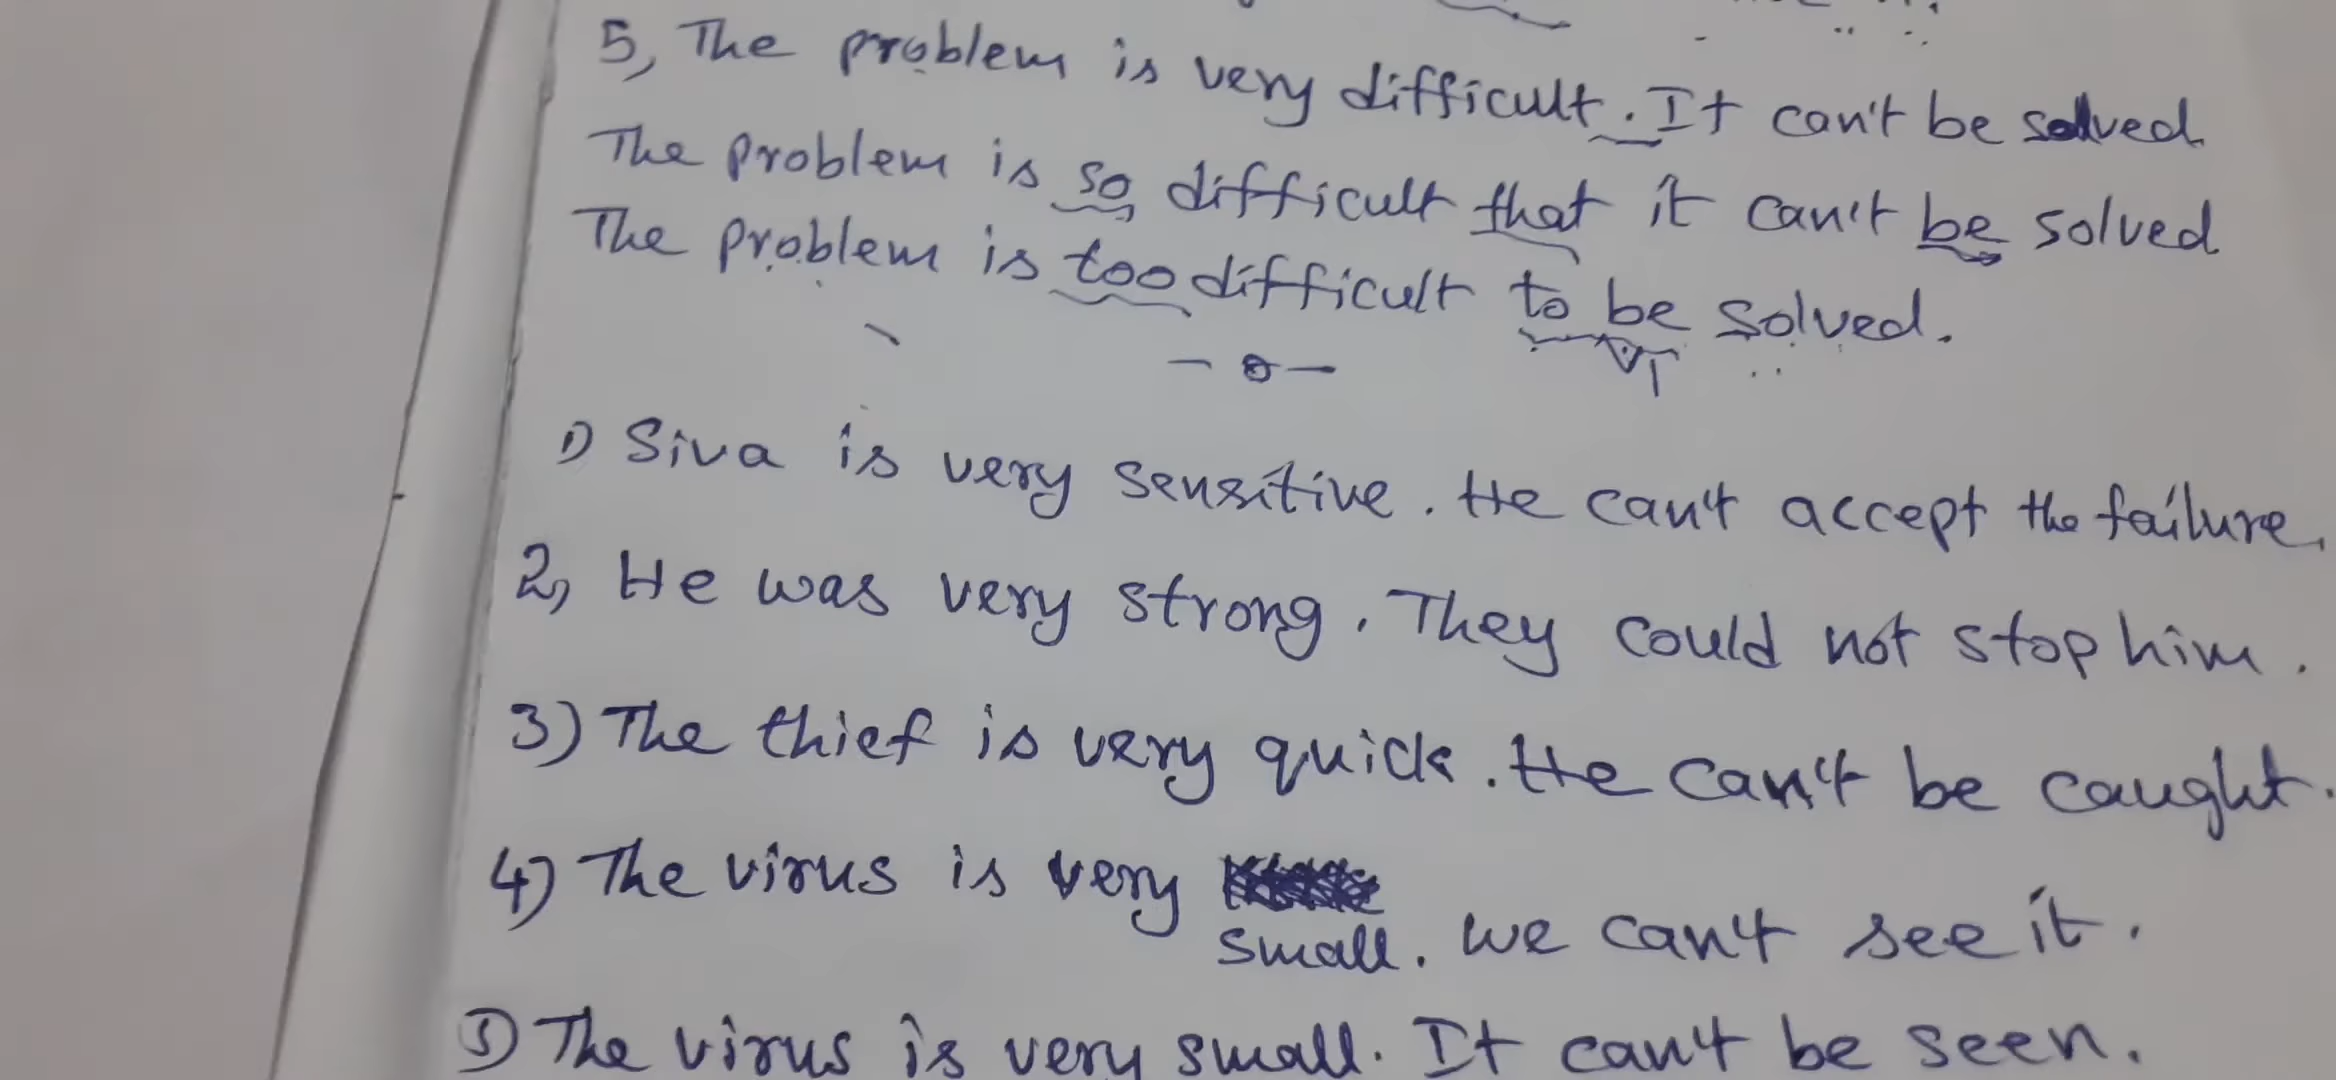 5, The problem is very difficult. It can't be solved
The problem is so difficult that it can't be solved
The problem is too difficult to be solved.
V₁
- o -
1) Siva is very sensitive. He can't accept the failure.
2, He was very strong. They could not stop him.
3) The thief is very quick. He can't be caught.
4) The virus is very small. We can't see it.
5) The virus is very small. It can't be seen.